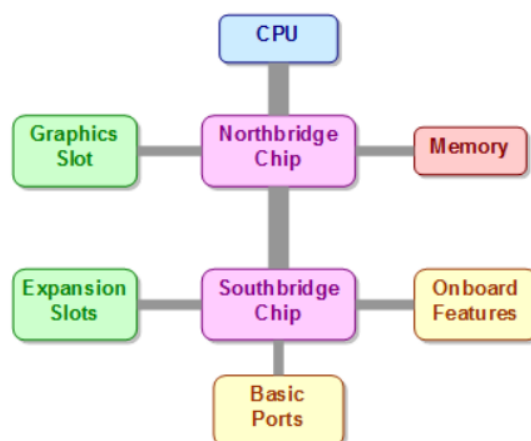 CPU
Graphics
Slot
Northbridge
Chip
Memory
Expansion
Slots
Southbridge
Chip
Onboard
Features
Basic
Ports